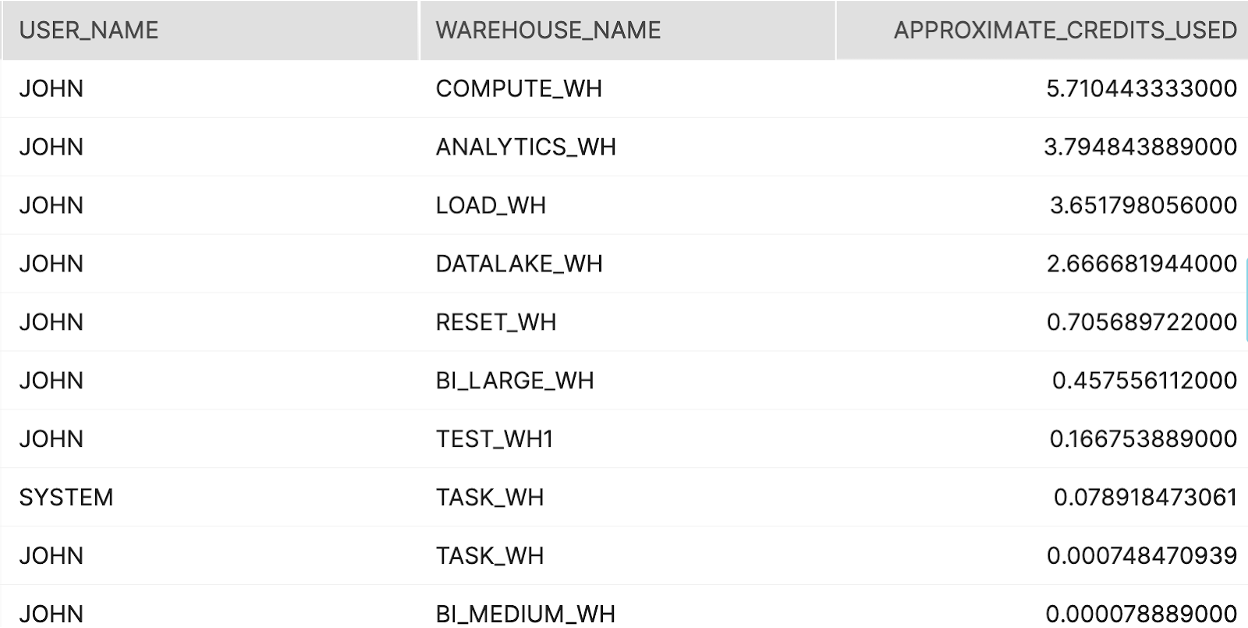 USER_NAME WAREHOUSE_NAME APPROXIMATE_CREDITS_USED
JOHN COMPUTE_WH 5.710443333000
JOHN ANALYTICS_WH 3.794843889000
JOHN LOAD_WH 3.651798056000
JOHN DATALAKE_WH 2.666681944000
JOHN RESET_WH 0.705689722000
JOHN BI_LARGE_WH 0.457556112000
JOHN TEST_WH1 0.166753889000
SYSTEM TASK_WH 0.078918473061
JOHN TASK_WH 0.000748470939
JOHN BI_MEDIUM_WH 0.000078889000